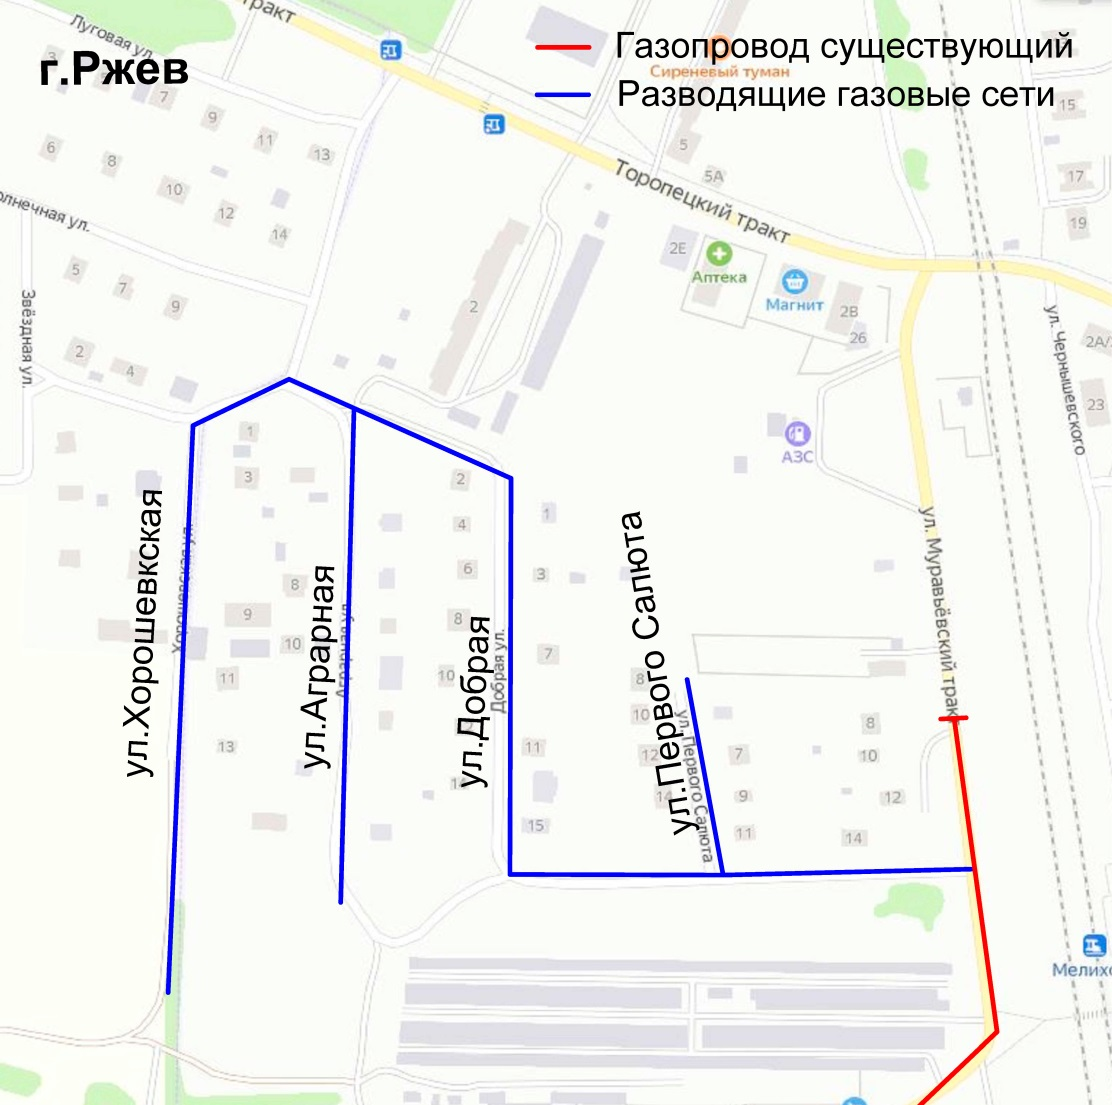 тракт
Луговая ул.
г.Ржев
Газопровод существующий
Сиреневый туман
Разводящие газовые сети
3
7
9
11
13
6
8
10
12
14
5
5А
15
17
19
Торопецкий тракт
2Е
Аптека
Магнит
2В
26
олнечная ул.
5
7
9
2
Звёздная ул.
2
4
ул. Чернышевского
2А/
23
АЗС
1
3
8
9
10
11
13
2
4
6
8
10
14
1
3
7
11
15
ул.Хорошевкская
Хорошевская ул.
ул.Аграрная
Аграрная ул.
ул.Добрая
Добрая ул.
ул.Первого Салюта
ул. Первого Салюта
8
10
12
14
7
9
11
8
10
12
14
ул. Муравьёвский трак
Мелихо